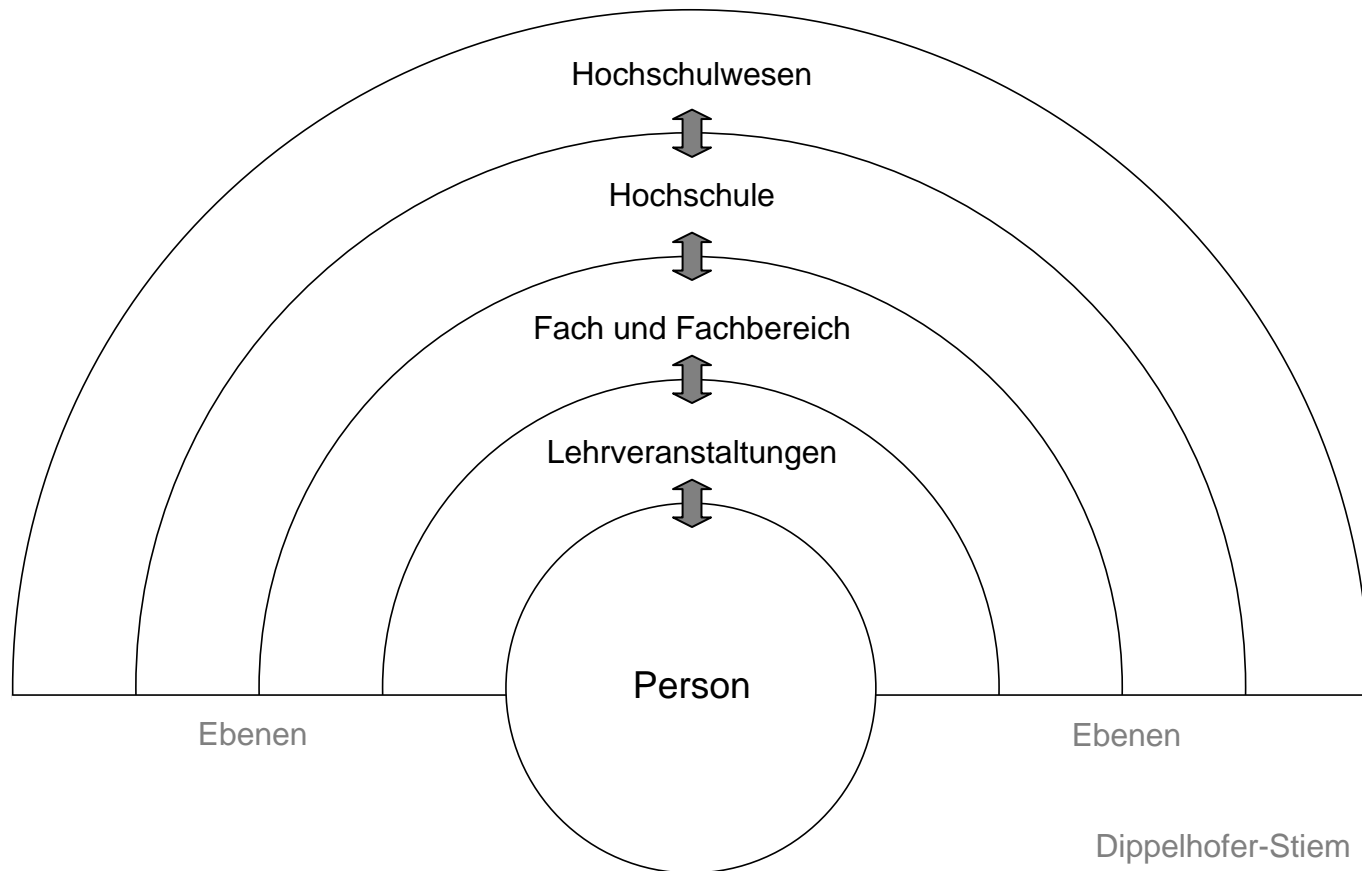 Hochschulwesen
Hochschule
Fach und Fachbereich
Lehrveranstaltungen
Person
Ebenen
Ebenen
Dippelhofer-Stiem